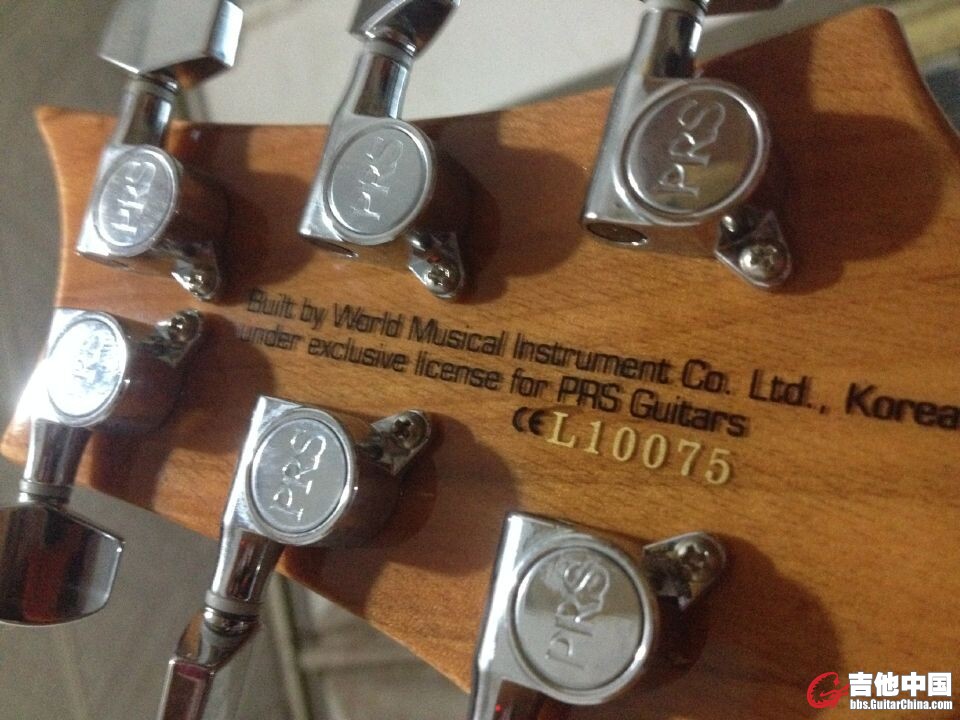 PRS
PRS
PRS
Built by World Musical Instrument Co. Ltd., Korea
under exclusive license for PRS Guitars
CE L10075
PRS
PRS
PRS
吉他中国
bbs.GuitarChina.com